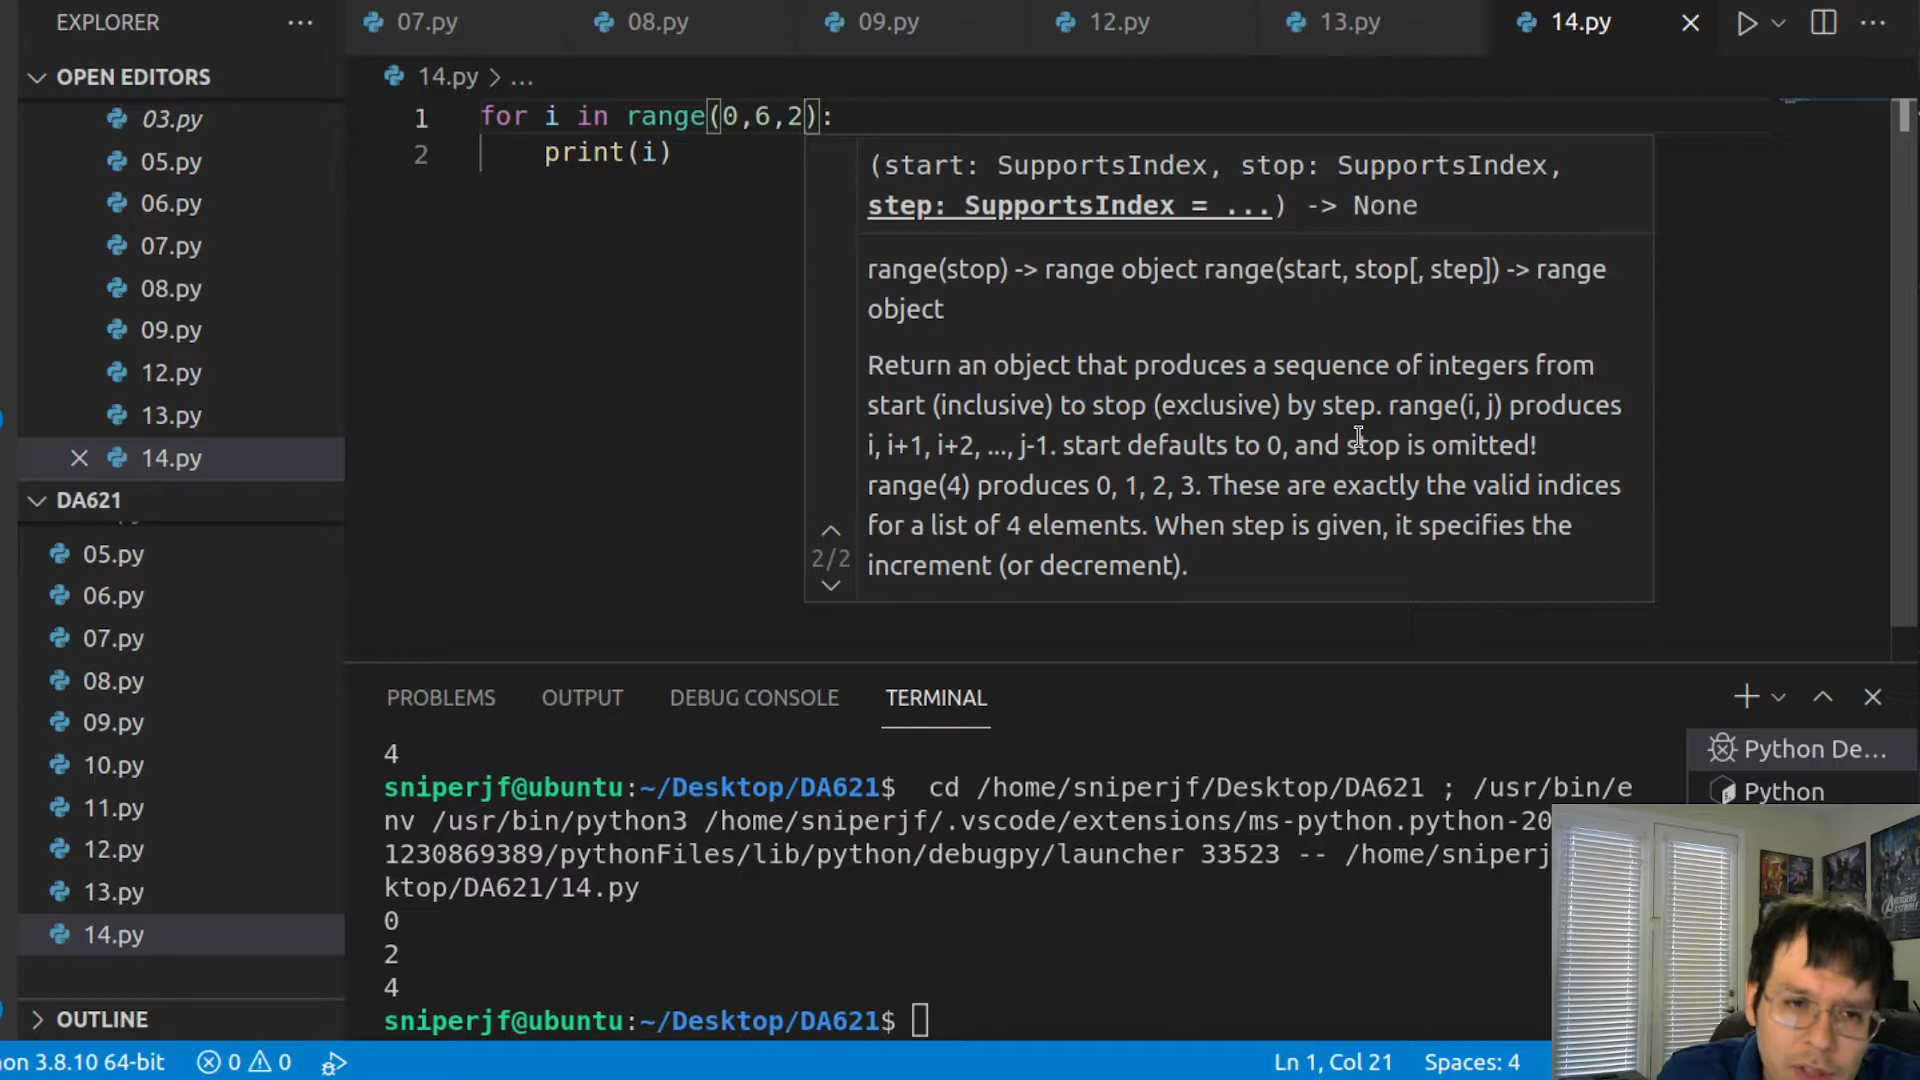 EXPLORER
07.py
08.py
09.py
12.py
13.py
14.py
OPEN EDITORS
03.py
05.py
06.py
07.py
08.py
09.py
12.py
13.py
14.py
DA621
05.py
06.py
07.py
08.py
09.py
10.py
11.py
12.py
13.py
14.py
OUTLINE
14.py > ...
1 for i in range(0,6,2):
2 print(i)
(start: SupportsIndex, stop: SupportsIndex,
step: SupportsIndex = ...) -> None
range(stop) -> range object range(start, stop[, step]) -> range
object
Return an object that produces a sequence of integers from
start (inclusive) to stop (exclusive) by step. range(i, j) produces
i, i+1, i+2, ..., j-1. start defaults to 0, and stop is omitted!
range(4) produces 0, 1, 2, 3. These are exactly the valid indices
for a list of 4 elements. When step is given, it specifies the
increment (or decrement).
2/2
PROBLEMS
OUTPUT
DEBUG CONSOLE
TERMINAL
4
sniperjf@ubuntu:~/Desktop/DA621$ cd /home/sniperjf/Desktop/DA621 ; /usr/bin/e
nv /usr/bin/python3 /home/sniperjf/.vscode/extensions/ms-python.python-20
1230869389/pythonFiles/lib/python/debugpy/launcher 33523 -- /home/sniperj
ktop/DA621/14.py
0
2
4
sniperjf@ubuntu:~/Desktop/DA621$
Python De...
Python
AVENGERS
ASSEMBLE
on 3.8.10 64-bit
0
0
Ln 1, Col 21
Spaces: 4